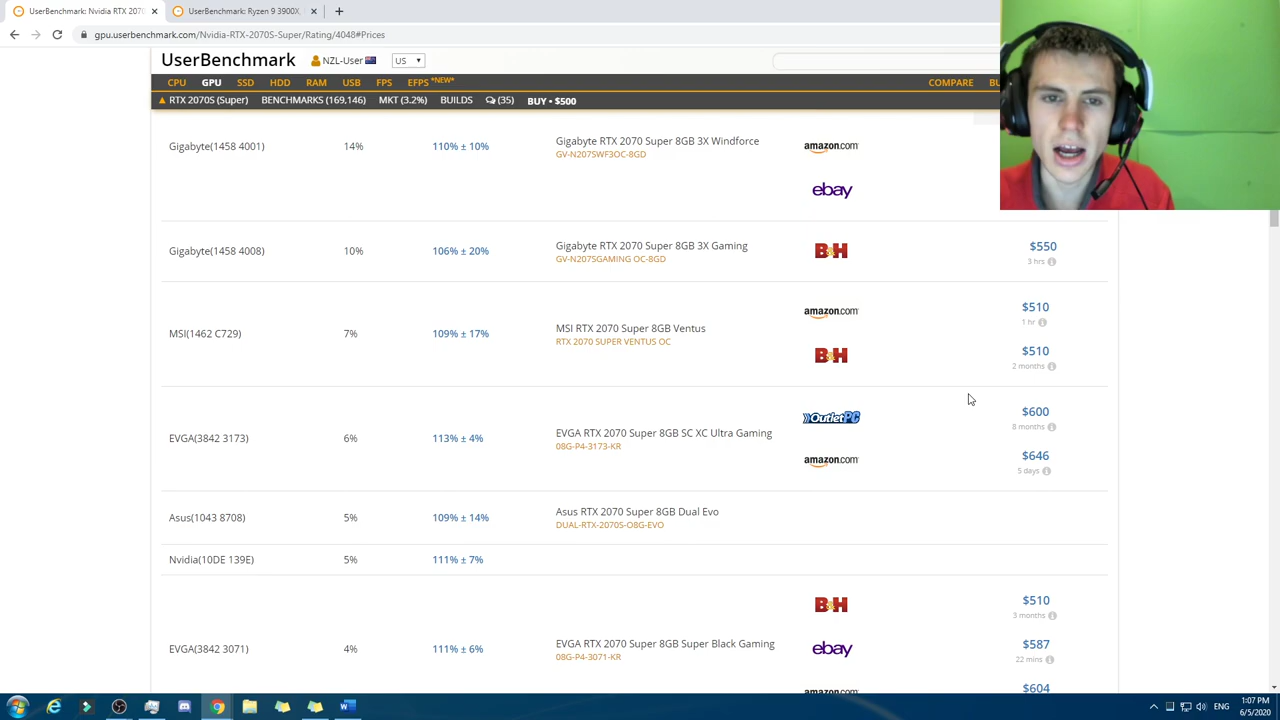 UserBenchmark: Nvidia RTX 2070
UserBenchmark: Ryzen 9 3900X
gpu.userbenchmark.com/Nvidia-RTX-2070S-Super/Rating/4048#Prices
UserBenchmark
NZL-User
US
CPU GPU SSD HDD RAM USB FPS EFPS *NEW* COMPARE
RTX 2070S (Super) BENCHMARKS (169,146) MKT (3.2%) BUILDS (35) BUY • $500
Gigabyte(1458 4001) 14% 110% ± 10% Gigabyte RTX 2070 Super 8GB 3X Windforce amazon.com
GV-N207SWF3OC-8GD
ebay
Gigabyte(1458 4008) 10% 106% ± 20% Gigabyte RTX 2070 Super 8GB 3X Gaming B&H $550
GV-N207SGAMING OC-8GD 3 hrs
amazon.com $510
1 hr
MSI(1462 C729) 7% 109% ± 17% MSI RTX 2070 Super 8GB Ventus
RTX 2070 SUPER VENTUS OC
B&H $510
2 months
OutletPC $600
8 months
EVGA(3842 3173) 6% 113% ± 4% EVGA RTX 2070 Super 8GB SC XC Ultra Gaming
08G-P4-3173-KR
amazon.com $646
5 days
Asus(1043 8708) 5% 109% ± 14% Asus RTX 2070 Super 8GB Dual Evo
DUAL-RTX-2070S-O8G-EVO
Nvidia(10DE 139E) 5% 111% ± 7%
B&H $510
3 months
EVGA(3842 3071) 4% 111% ± 6% EVGA RTX 2070 Super 8GB Super Black Gaming ebay $587
08G-P4-3071-KR 22 mins
amazon.com $604
ENG
1:07 PM
6/5/2020